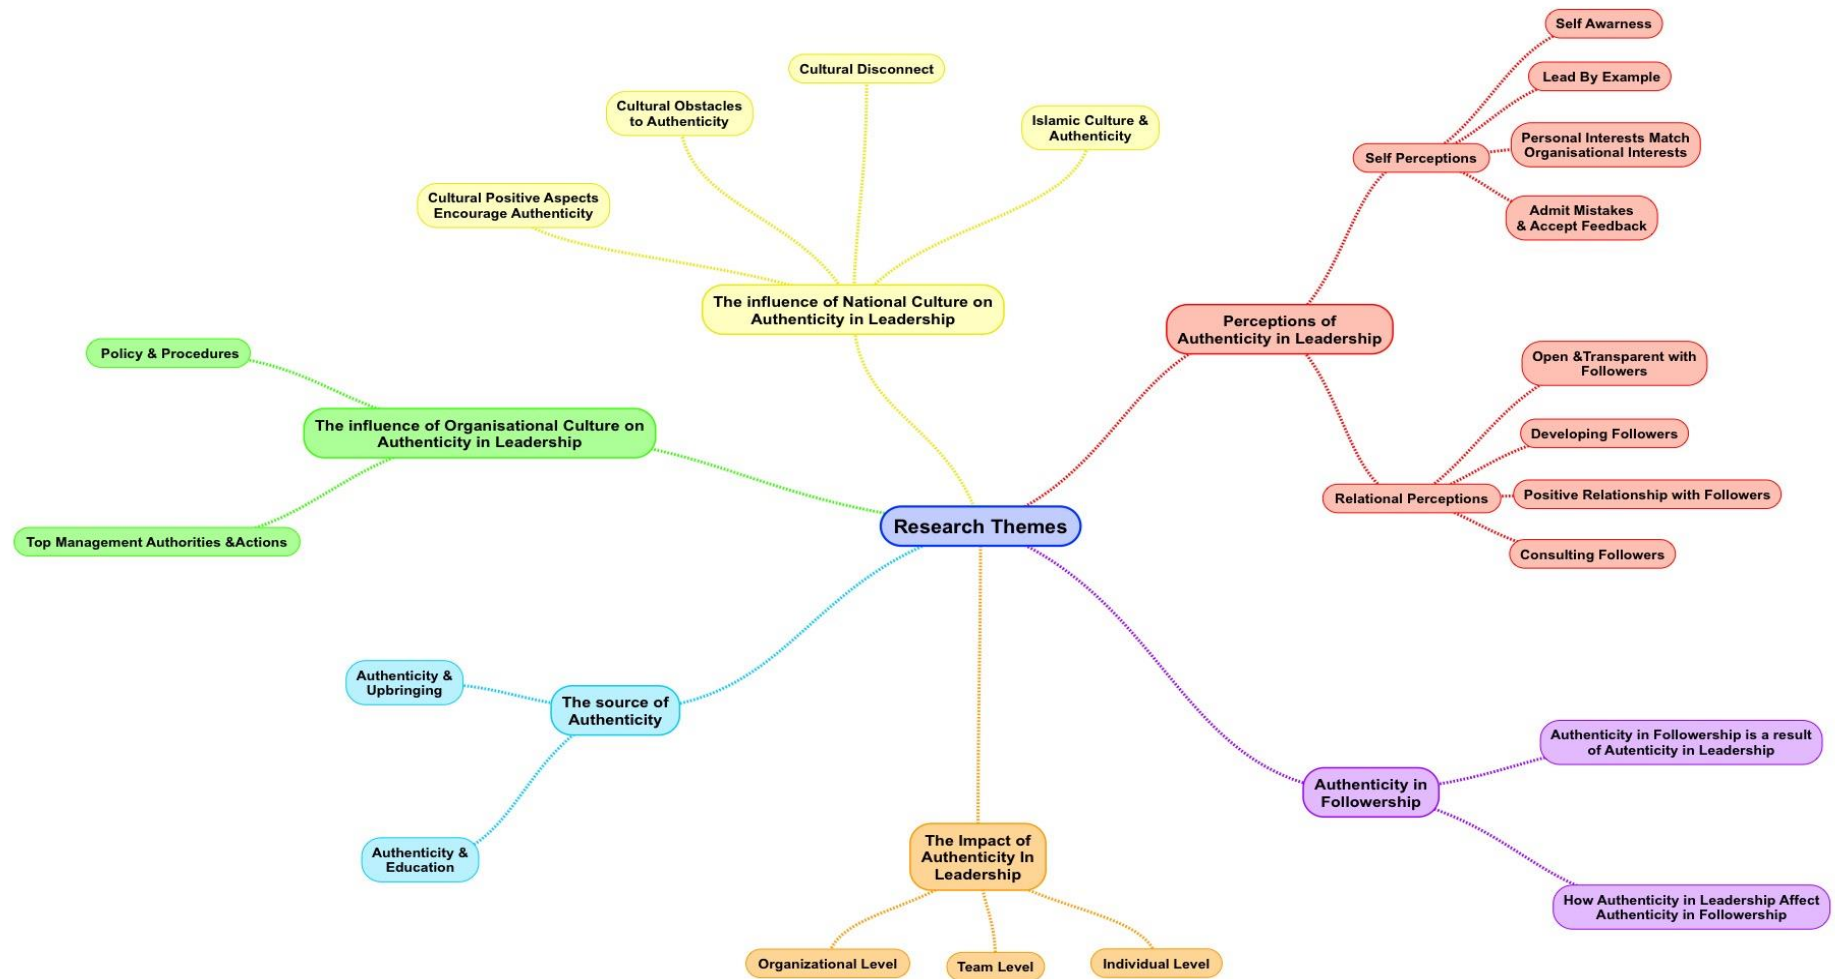 Self Awarness
Lead By Example
Personal Interests Match
Organisational Interests
Admit Mistakes
& Accept Feedback
Self Perceptions
Perceptions of
Authenticity in Leadership
Open &Transparent with
Followers
Developing Followers
Positive Relationship with Followers
Consulting Followers
Relational Perceptions
Cultural Disconnect
Cultural Obstacles
to Authenticity
Islamic Culture &
Authenticity
Cultural Positive Aspects
Encourage Authenticity
The influence of National Culture on
Authenticity in Leadership
Policy & Procedures
The influence of Organisational Culture on
Authenticity in Leadership
Top Management Authorities &Actions
Research Themes
Authenticity &
Upbringing
The source of
Authenticity
Authenticity &
Education
The Impact of
Authenticity In
Leadership
Organizational Level
Team Level
Individual Level
Authenticity in
Followership
Authenticity in Followership is a result
of Autenticity in Leadership
How Authenticity in Leadership Affect
Authenticity in Followership